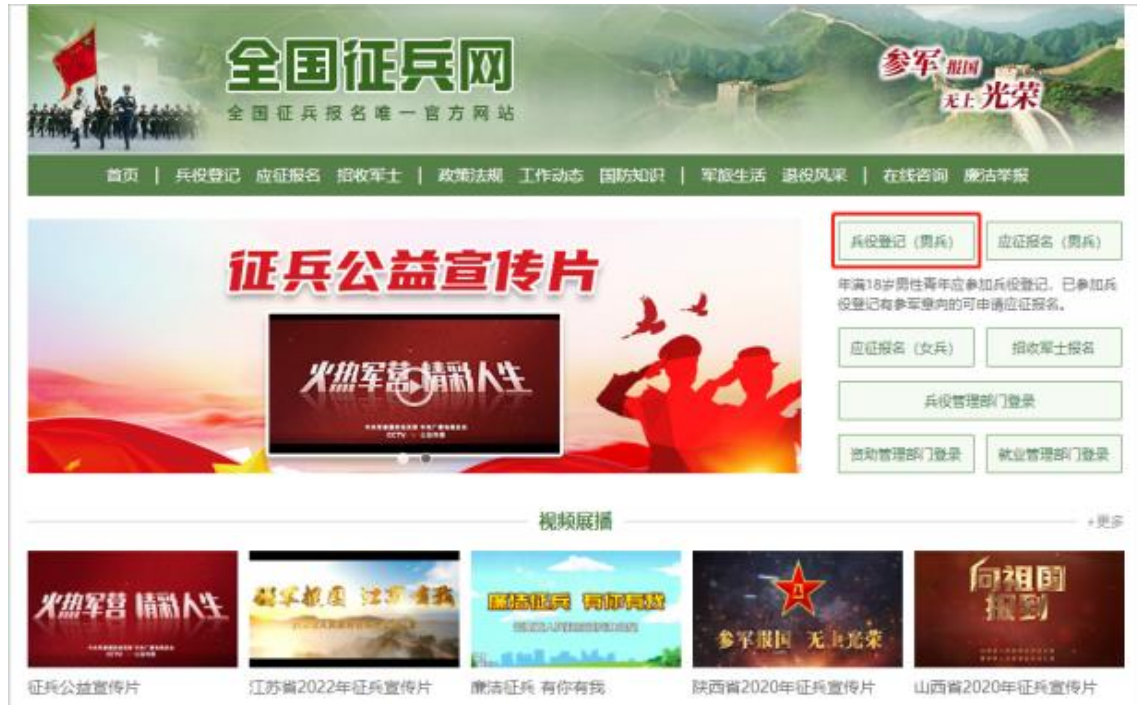 全国征兵网
全国征兵报名唯一官方网站
参军 报国
无上 光荣
首页 | 兵役登记 应征报名 招收军士 | 政策法规 工作动态 国防知识 | 军旅生活 退役风采 | 在线咨询 廉洁举报
征兵公益宣传片
火热军营 精彩人生
CCTV
兵役登记（男兵） 应征报名（男兵）
年满18岁男性青年应参加兵役登记，已参加兵
役登记有参军意向的可申请应征报名。
应征报名（女兵） 招收军士报名
兵役管理部门登录
资助管理部门登录 就业管理部门登录
视频展播
+更多
火热军营 精彩人生
CCTV
廉洁征兵 有你有我
参军报国 无上光荣
向祖国
报到
征兵公益宣传片
江苏省2022年征兵宣传片
廉洁征兵 有你有我
陕西省2020年征兵宣传片
山西省2020年征兵宣传片